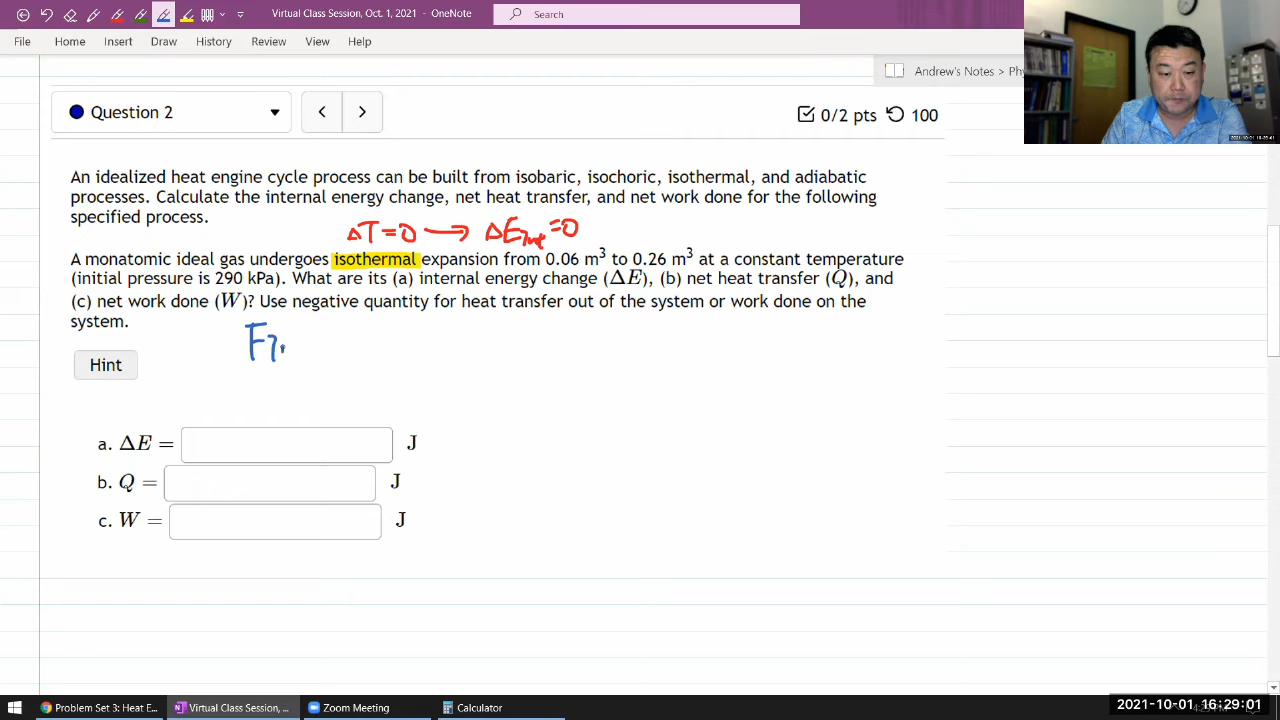 Virtual Class Session, Oct. 1, 2021 - OneNote
Search
File Home Insert Draw History Review View Help
Andrew's Notes > Phy
Question 2
0/2 pts 100
An idealized heat engine cycle process can be built from isobaric, isochoric, isothermal, and adiabatic
processes. Calculate the internal energy change, net heat transfer, and net work done for the following
specified process.
ΔT=0 → ΔE_int=0
A monatomic ideal gas undergoes isothermal expansion from 0.06 m³ to 0.26 m³ at a constant temperature
(initial pressure is 290 kPa). What are its (a) internal energy change (ΔE), (b) net heat transfer (Q), and
(c) net work done (W)? Use negative quantity for heat transfer out of the system or work done on the
system.
Hint
a. ΔE = J
b. Q = J
c. W = J
Problem Set 3: Heat E...
Virtual Class Session,...
Zoom Meeting
Calculator
2021-10-01 16:29:01